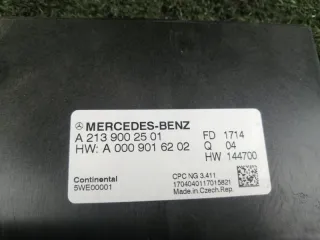 MERCEDES-BENZ
A 213 900 25 01 FD 1714
HW: A 000 901 62 02 Q 04
HW 144700
Continental CPC NG 3.411
5WE00001 1704040117015821
Made in Czech.Rep.